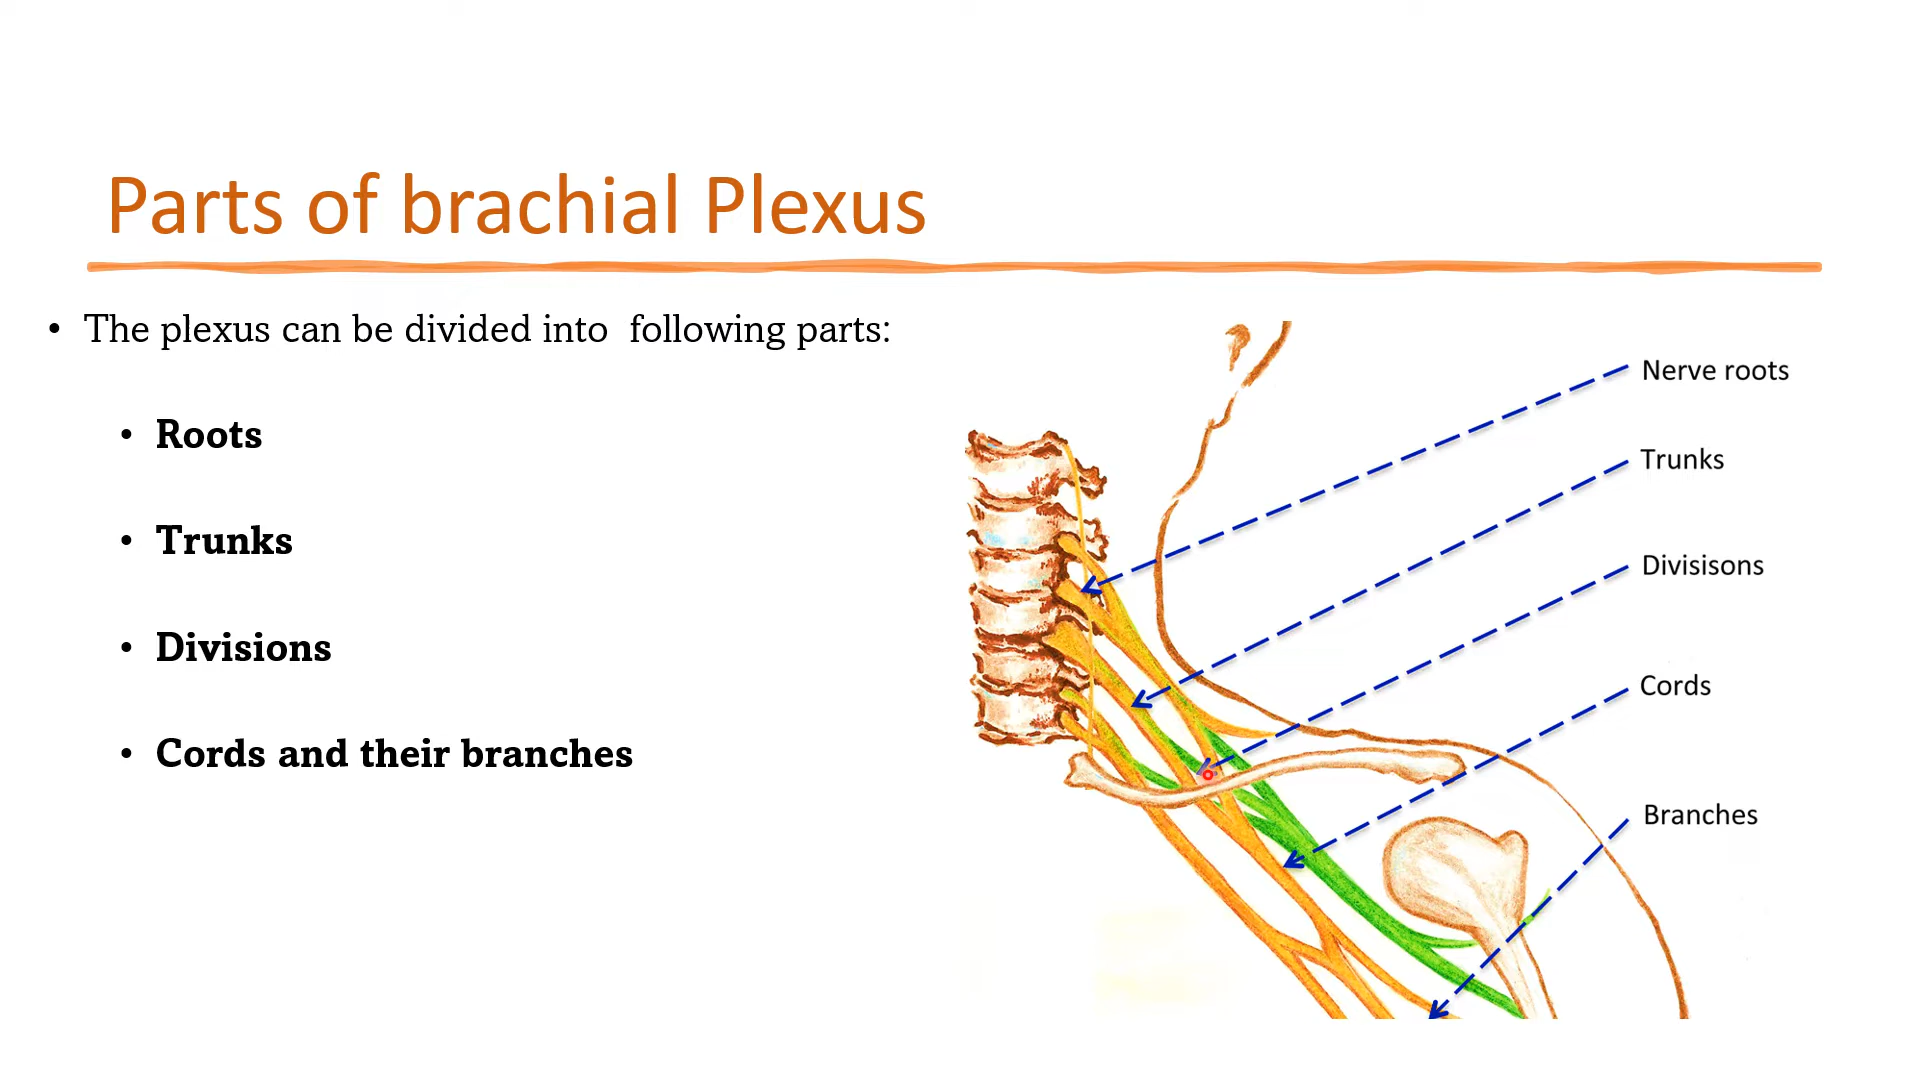 Parts of brachial Plexus
• The plexus can be divided into  following parts:
• Roots
• Trunks
• Divisions
• Cords and their branches
Nerve roots
Trunks
Divisisons
Cords
Branches